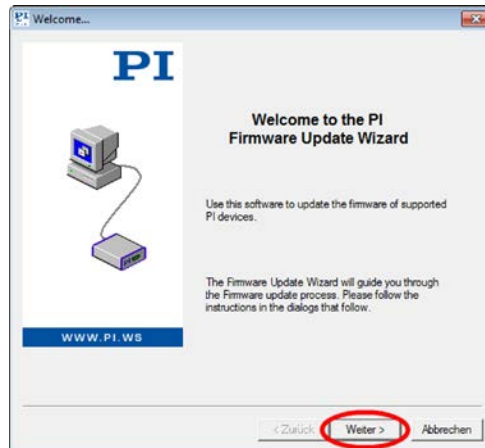 Welcome...
PI
Welcome to the PI
Firmware Update Wizard
Use this software to update the firmware of supported
PI devices.
The Firmware Update Wizard will guide you through
the Firmware update process. Please follow the
instructions in the dialogs that follow.
WWW.PI.WS
< Zurück
Weiter >
Abbrechen